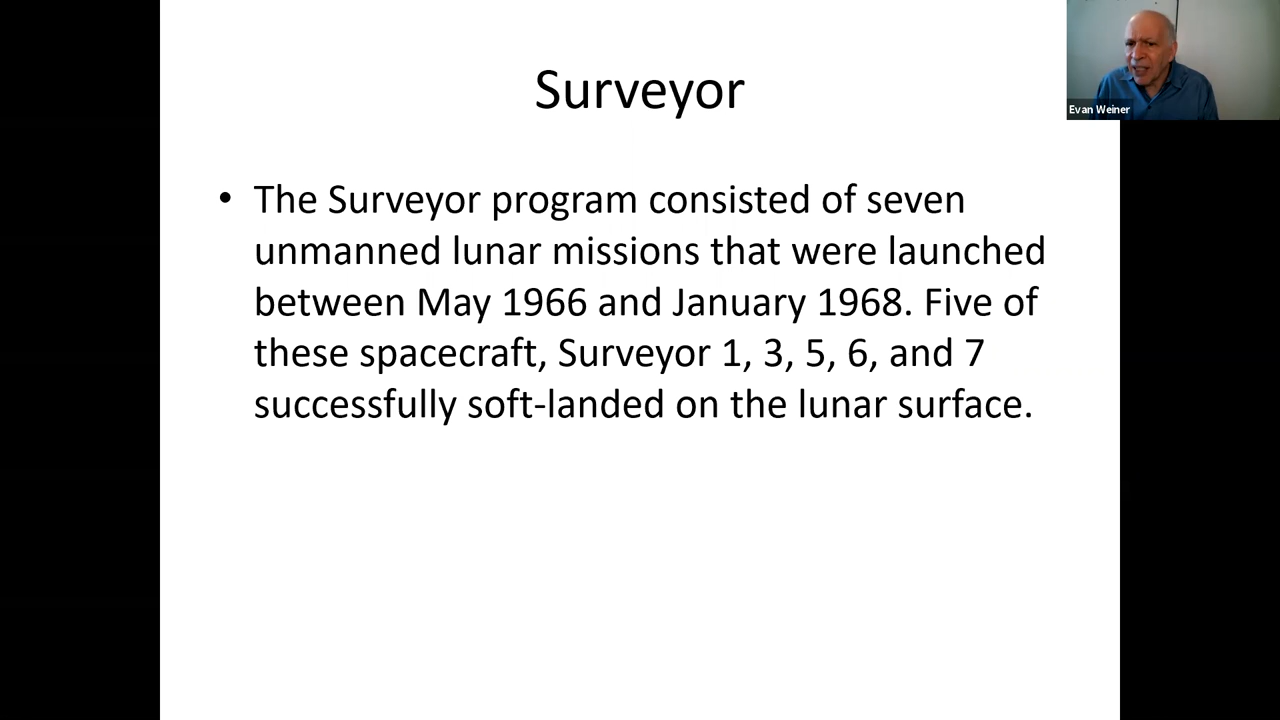 Surveyor
Evan Weiner
• The Surveyor program consisted of seven
unmanned lunar missions that were launched
between May 1966 and January 1968. Five of
these spacecraft, Surveyor 1, 3, 5, 6, and 7
successfully soft-landed on the lunar surface.